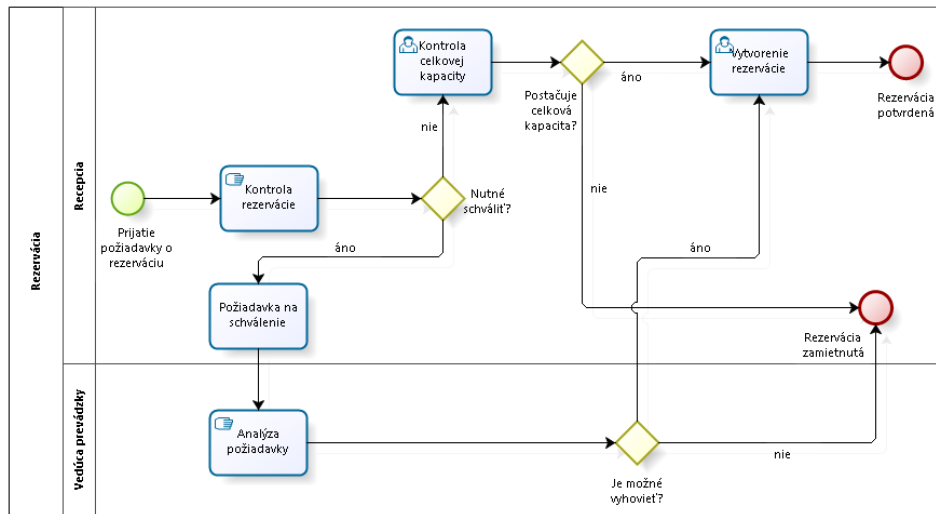 Rezervácia
Recepcia
Vedúca prevádzky
Prijatie
požiadavky o
rezerváciu
Kontrola
rezervácie
Nutné
schváliť?
nie
áno
Kontrola
celkovej
kapacity
Postačuje
celková
kapacita?
áno
nie
Vytvorenie
rezervácie
Rezervácia
potvrdená
Požiadavka na
schválenie
Analýza
požiadavky
Je možné
vyhovieť?
áno
nie
Rezervácia
zamietnutá